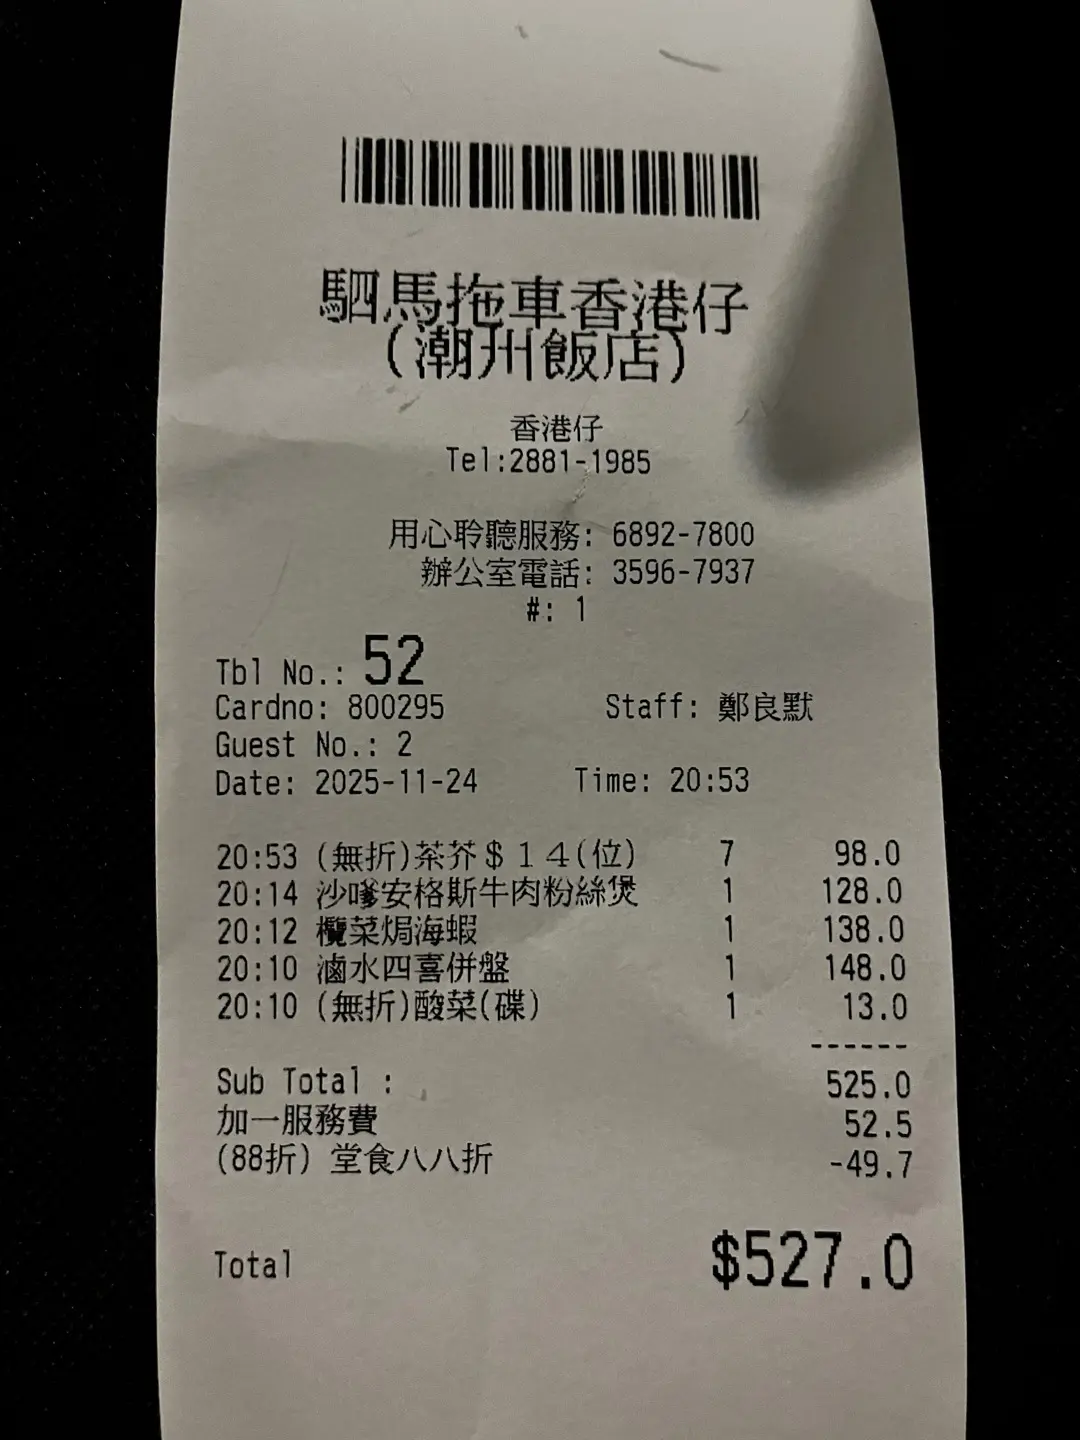 駟馬拖車香港仔
(潮州飯店)
香港仔
Tel:2881-1985
用心聆聽服務: 6892-7800
辦公室電話: 3596-7937
#: 1
Tbl No.: 52
Cardno: 800295 Staff: 鄭良默
Guest No.: 2
Date: 2025-11-24 Time: 20:53
20:53 (無折)茶芥＄１４(位) 7 98.0
20:14 沙嗲安格斯牛肉粉絲煲 1 128.0
20:12 欖菜焗海蝦 1 138.0
20:10 滷水四喜併盤 1 148.0
20:10 (無折)酸菜(碟) 1 13.0
------
Sub Total : 525.0
加一服務費 52.5
(88折) 堂食八八折 -49.7
Total $527.0